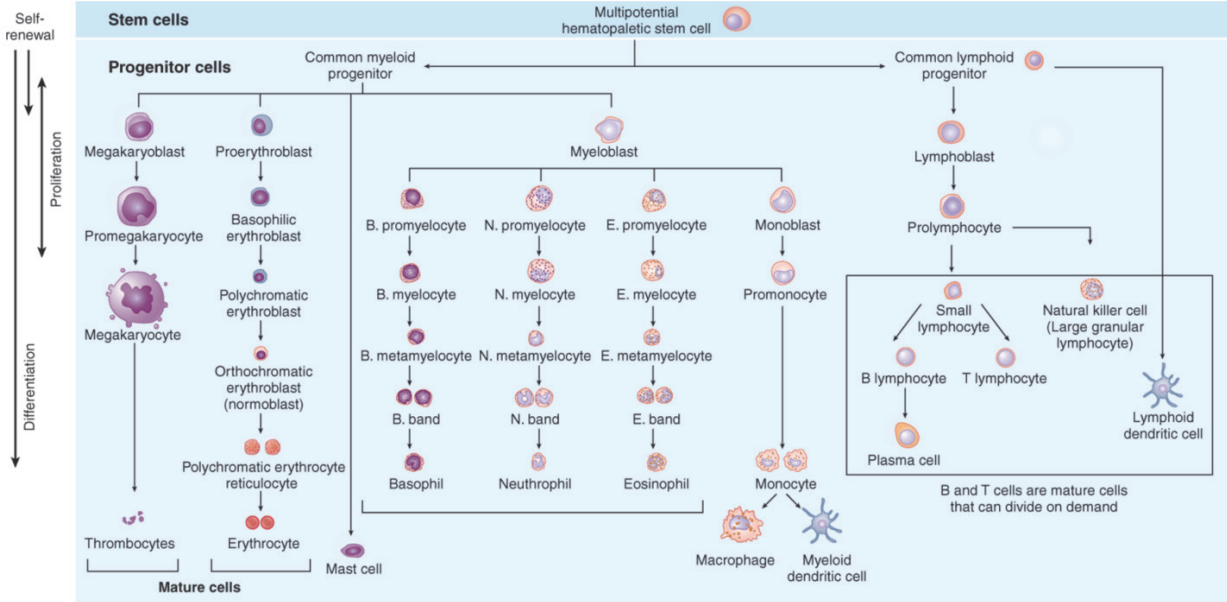 Self-
renewal
Stem cells
Multipotential
hematopaletic stem cell
Progenitor cells
Common myeloid
progenitor
Common lymphoid
progenitor
Proliferation
Differentiation
Megakaryoblast
Proerythroblast
Myeloblast
Lymphoblast
Promegakaryocyte
Basophilic
erythroblast
B. promyelocyte
N. promyelocyte
E. promyelocyte
Monoblast
Prolymphocyte
Megakaryocyte
Polychromatic
erythroblast
B. myelocyte
N. myelocyte
E. myelocyte
Promonocyte
Small
lymphocyte
Natural killer cell
(Large granular
lymphocyte)
Orthochromatic
erythroblast
(normoblast)
B. metamyelocyte
N. metamyelocyte
E. metamyelocyte
B lymphocyte
T lymphocyte
B. band
N. band
E. band
Lymphoid
dendritic cell
Plasma cell
Polychromatic erythrocyte
reticulocyte
Basophil
Neuthrophil
Eosinophil
Monocyte
B and T cells are mature cells
that can divide on demand
Thrombocytes
Erythrocyte
Mast cell
Macrophage
Myeloid
dendritic cell
Mature cells